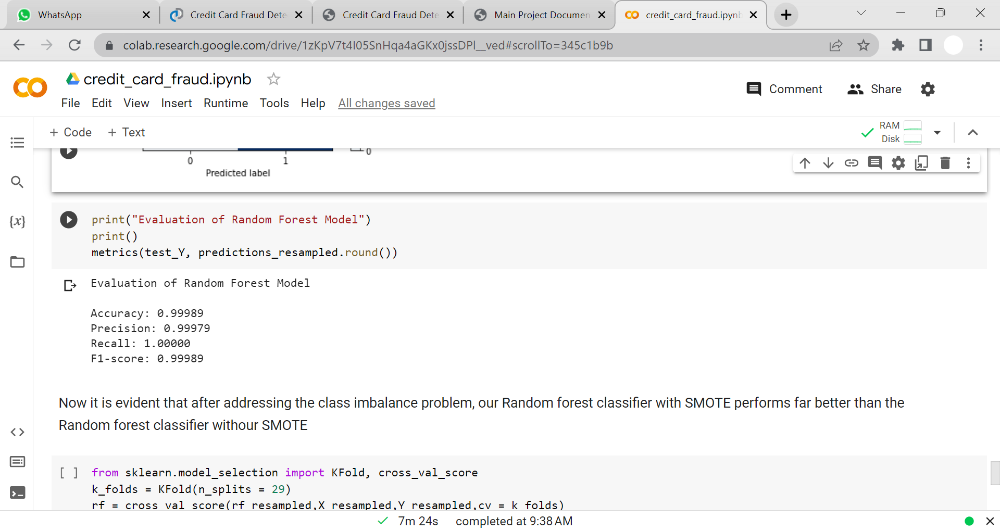 WhatsApp
Credit Card Fraud Dete
Credit Card Fraud Dete
Main Project Documen
credit_card_fraud.ipynb
colab.research.google.com/drive/1zKpV7t4I05SnHqa4aGKx0jssDPl__ved#scrollTo=345c1b9b
credit_card_fraud.ipynb
Comment
Share
File Edit View Insert Runtime Tools Help All changes saved
+ Code + Text
RAM
Disk
0 1 0
Predicted label
print("Evaluation of Random Forest Model")
print()
metrics(test_Y, predictions_resampled.round())
Evaluation of Random Forest Model
Accuracy: 0.99989
Precision: 0.99979
Recall: 1.00000
F1-score: 0.99989
Now it is evident that after addressing the class imbalance problem, our Random forest classifier with SMOTE performs far better than the
Random forest classifier withour SMOTE
[ ] from sklearn.model_selection import KFold, cross_val_score
k_folds = KFold(n_splits = 29)
rf = cross_val_score(rf_resampled,X_resampled,Y_resampled,cv = k_folds)
7m 24s completed at 9:38 AM